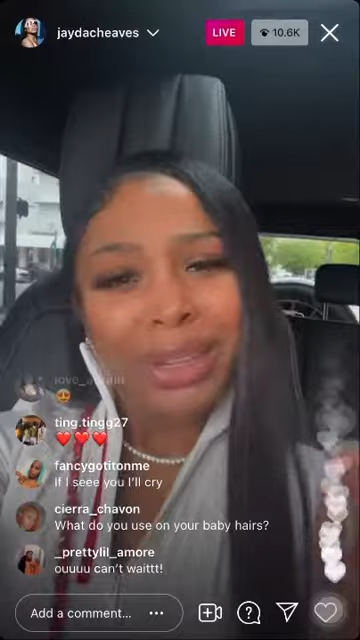 jaydacheaves
LIVE
10.6K
ting.tingg27
fancygotitonme
If I seee you I'll cry
cierra_chavon
What do you use on your baby hairs?
_prettylil_amore
ouuuu can't waittt!
Add a comment...